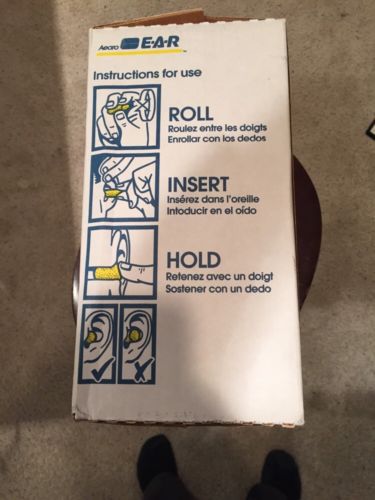 Aearo E·A·R™
Instructions for use
ROLL
Roulez entre les doigts
Enrollar con los dedos
INSERT
Insérez dans l'oreille
Intoducir en el oído
HOLD
Retenez avec un doigt
Sostener con un dedo